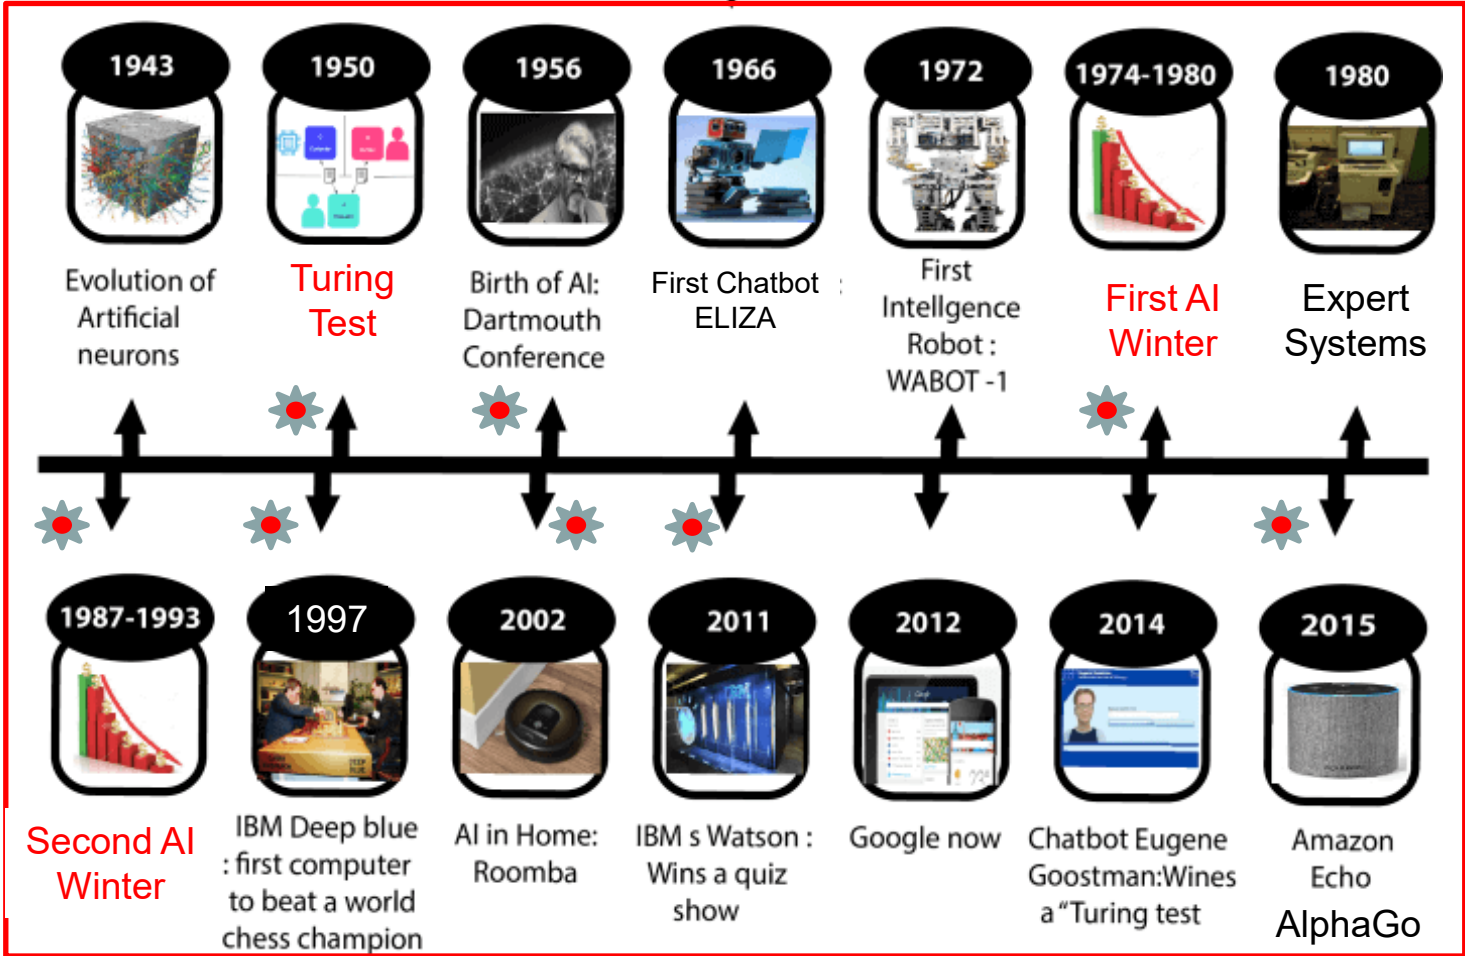 1943
1950
1956
1966
1972
1974-1980
1980
Evolution of
Artificial
neurons
Turing
Test
Birth of AI:
Dartmouth
Conference
First Chatbot :
ELIZA
First
Intellgence
Robot :
WABOT -1
First AI
Winter
Expert
Systems
1987-1993
1997
2002
2011
2012
2014
2015
IBM
Second AI
Winter
IBM Deep blue
: first computer
to beat a world
chess champion
AI in Home:
Roomba
IBM s Watson :
Wins a quiz
show
Google now
Chatbot Eugene
Goostman:Wines
a "Turing test
Amazon
Echo
AlphaGo